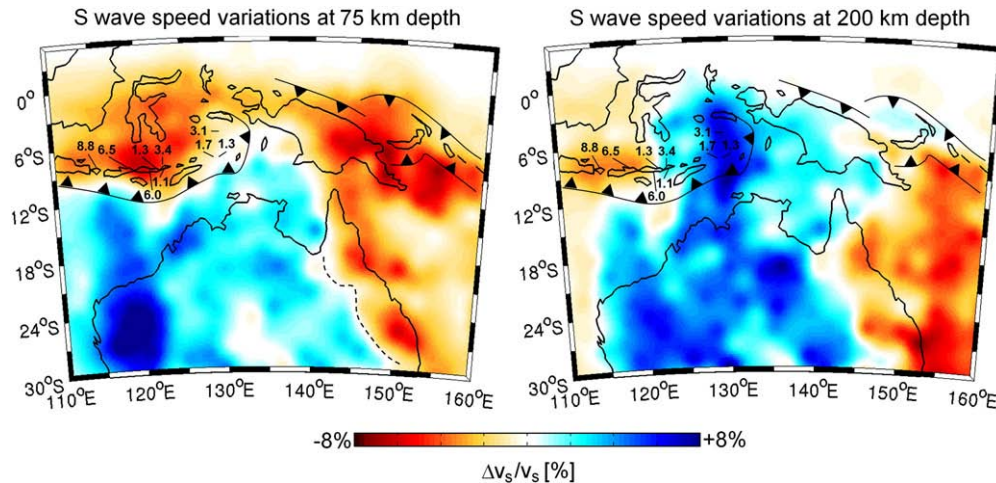 S wave speed variations at 75 km depth
S wave speed variations at 200 km depth
0°
6°S
12°S
18°S
24°S
30°S
110°E
120°E
130°E
140°E
150°E
160°E
8.8
6.5
1.3
3.4
3.1
1.7
1.3
1.1
6.0
0°
6°S
12°S
18°S
24°S
30°S
110°E
120°E
130°E
140°E
150°E
160°E
8.8
6.5
1.3
3.4
3.1
1.7
1.3
1.1
6.0
-8%
+8%
Δvs/vs [%]